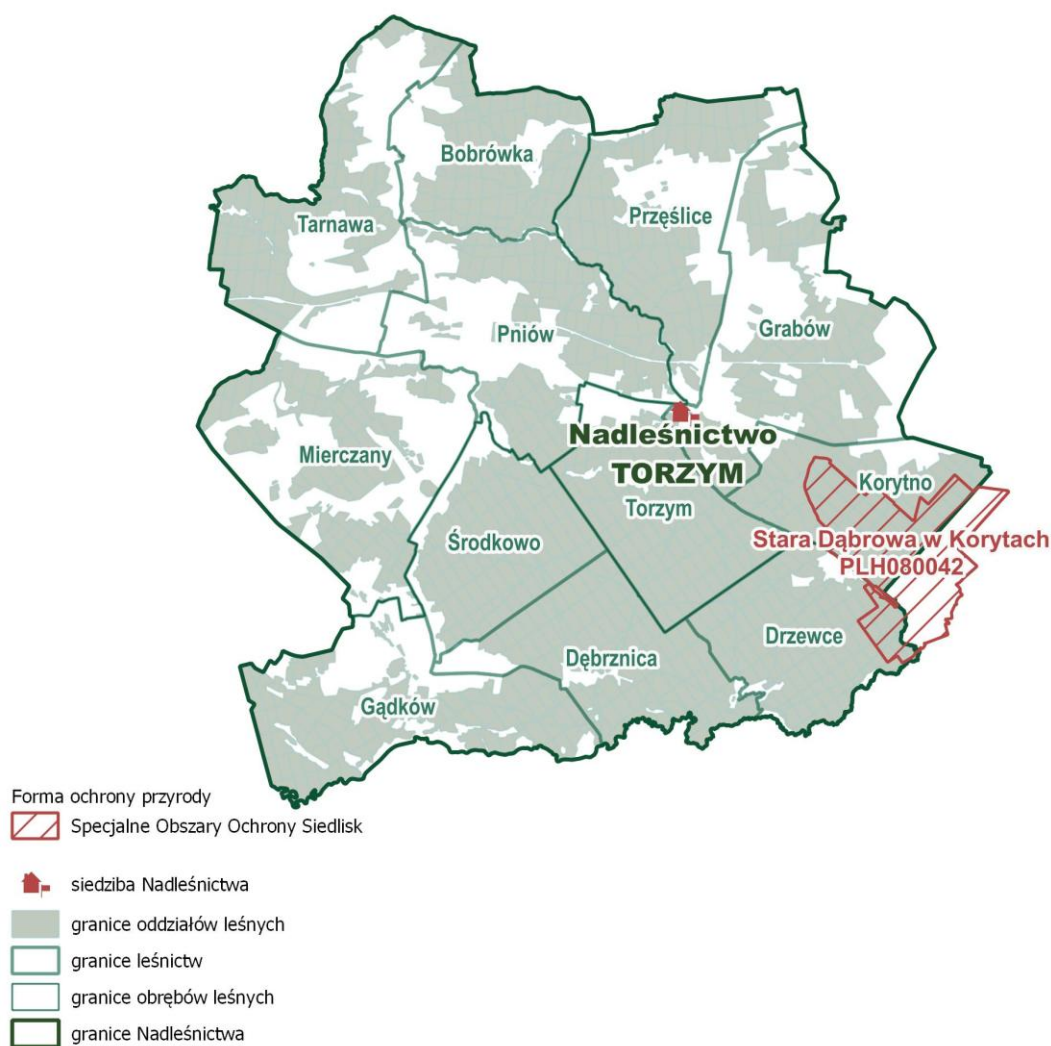 Bobrówka
Przęślice
Tarnawa
Pniów
Grabów
Nadleśnictwo
TORZYM
Mierczany
Korytno
Torzym
Środkowo
Stara Dąbrowa w Korytach
PLH080042
Drzewce
Dębrznica
Gądków
Forma ochrony przyrody
Specjalne Obszary Ochrony Siedlisk
siedziba Nadleśnictwa
granice oddziałów leśnych
granice leśnictw
granice obrębów leśnych
granice Nadleśnictwa